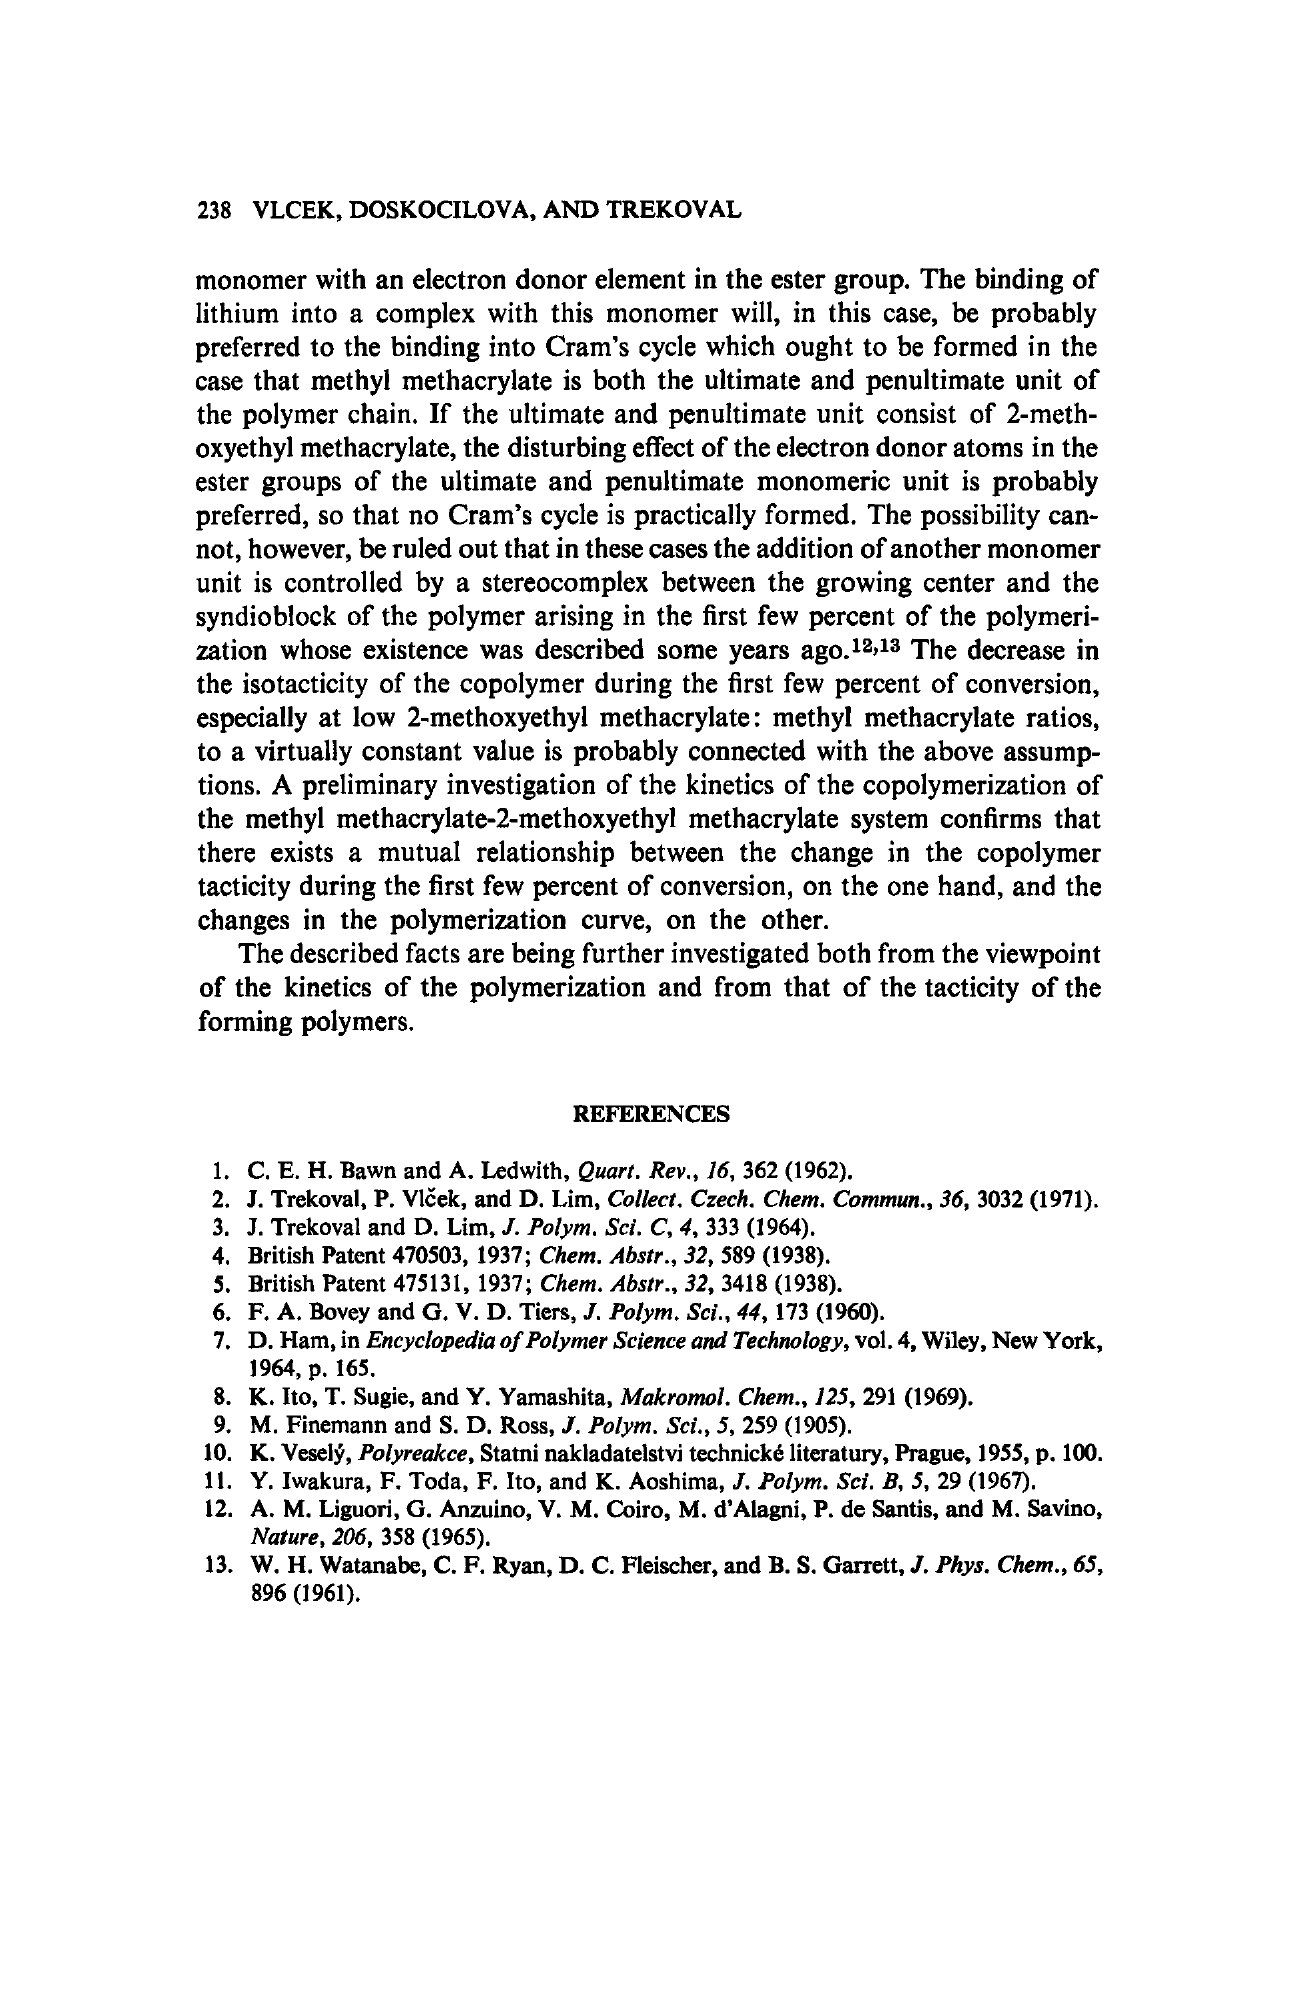 238 VLCEK, DOSKOCILOVA, AND TREKOVAL
monomer with an electron donor element in the ester group. The binding of
lithium into a complex with this monomer will, in this case, be probably
preferred to the binding into Cram's cycle which ought to be formed in the
case that methyl methacrylate is both the ultimate and penultimate unit of
the polymer chain. If the ultimate and penultimate unit consist of 2-meth-
oxyethyl methacrylate, the disturbing effect of the electron donor atoms in the
ester groups of the ultimate and penultimate monomeric unit is probably
preferred, so that no Cram's cycle is practically formed. The possibility can-
not, however, be ruled out that in these cases the addition of another monomer
unit is controlled by a stereocomplex between the growing center and the
syndioblock of the polymer arising in the first few percent of the polymeri-
zation whose existence was described some years ago.¹²,¹³ The decrease in
the isotacticity of the copolymer during the first few percent of conversion,
especially at low 2-methoxyethyl methacrylate: methyl methacrylate ratios,
to a virtually constant value is probably connected with the above assump-
tions. A preliminary investigation of the kinetics of the copolymerization of
the methyl methacrylate-2-methoxyethyl methacrylate system confirms that
there exists a mutual relationship between the change in the copolymer
tacticity during the first few percent of conversion, on the one hand, and the
changes in the polymerization curve, on the other.
The described facts are being further investigated both from the viewpoint
of the kinetics of the polymerization and from that of the tacticity of the
forming polymers.
REFERENCES
1. C. E. H. Bawn and A. Ledwith, Quart. Rev., 16, 362 (1962).
2. J. Trekoval, P. Vlček, and D. Lim, Collect. Czech. Chem. Commun., 36, 3032 (1971).
3. J. Trekoval and D. Lim, J. Polym. Sci. C, 4, 333 (1964).
4. British Patent 470503, 1937; Chem. Abstr., 32, 589 (1938).
5. British Patent 475131, 1937; Chem. Abstr., 32, 3418 (1938).
6. F. A. Bovey and G. V. D. Tiers, J. Polym. Sci., 44, 173 (1960).
7. D. Ham, in Encyclopedia of Polymer Science and Technology, vol. 4, Wiley, New York,
1964, p. 165.
8. K. Ito, T. Sugie, and Y. Yamashita, Makromol. Chem., 125, 291 (1969).
9. M. Finemann and S. D. Ross, J. Polym. Sci., 5, 259 (1905).
10. K. Veselý, Polyreakce, Statni nakladatelstvi technické literatury, Prague, 1955, p. 100.
11. Y. Iwakura, F. Toda, F. Ito, and K. Aoshima, J. Polym. Sci. B, 5, 29 (1967).
12. A. M. Liguori, G. Anzuino, V. M. Coiro, M. d'Alagni, P. de Santis, and M. Savino,
Nature, 206, 358 (1965).
13. W. H. Watanabe, C. F. Ryan, D. C. Fleischer, and B. S. Garrett, J. Phys. Chem., 65,
896 (1961).